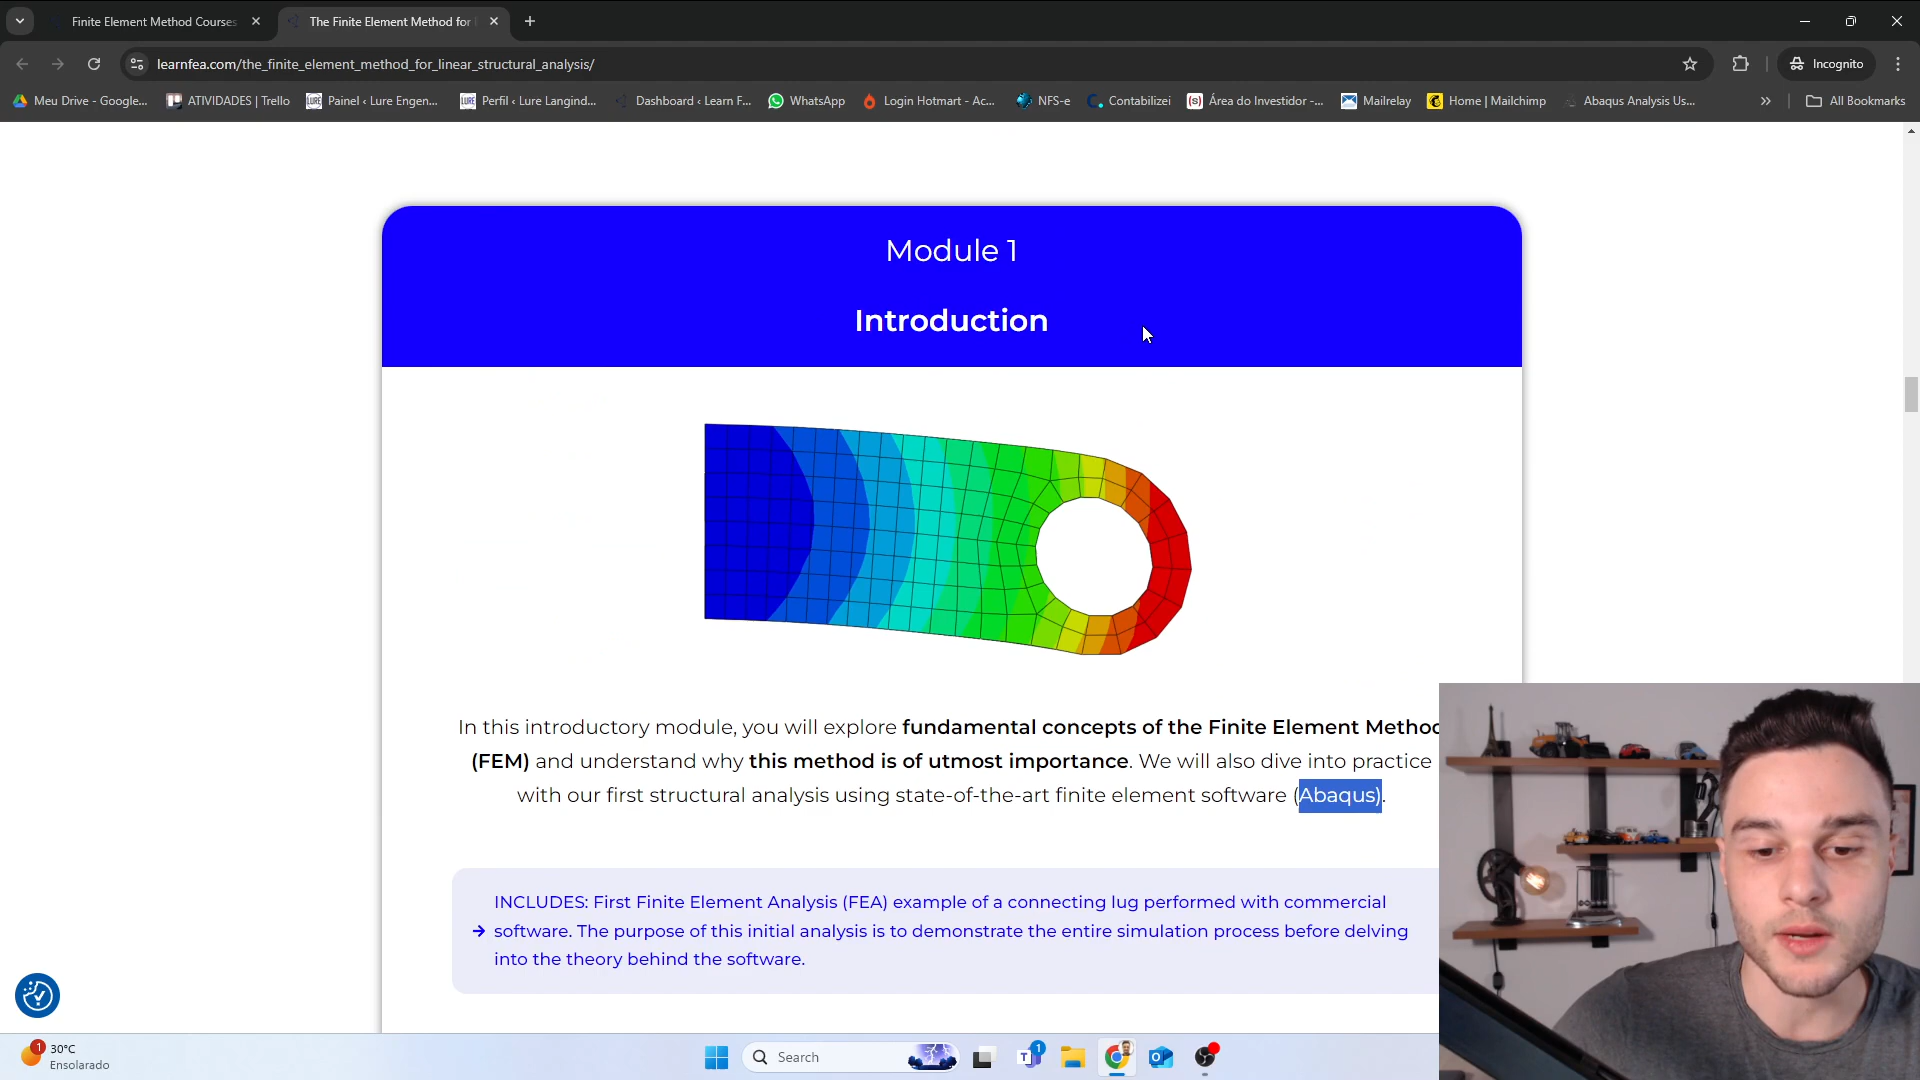 Finite Element Method Courses
The Finite Element Method for
learnfea.com/the_finite_element_method_for_linear_structural_analysis/
Incognito
Meu Drive - Google...
ATIVIDADES | Trello
Painel ‹ Lure Engen...
Perfil ‹ Lure Langind...
Dashboard ‹ Learn F...
WhatsApp
Login Hotmart - Ac...
NFS-e
Contabilizei
Área do Investidor -...
Mailrelay
Home | Mailchimp
Abaqus Analysis Us...
All Bookmarks
Module 1
Introduction
In this introductory module, you will explore fundamental concepts of the Finite Element Method
(FEM) and understand why this method is of utmost importance. We will also dive into practice
with our first structural analysis using state-of-the-art finite element software (Abaqus).
INCLUDES: First Finite Element Analysis (FEA) example of a connecting lug performed with commercial
software. The purpose of this initial analysis is to demonstrate the entire simulation process before delving
into the theory behind the software.
1
30°C
Ensolarado
Search
1